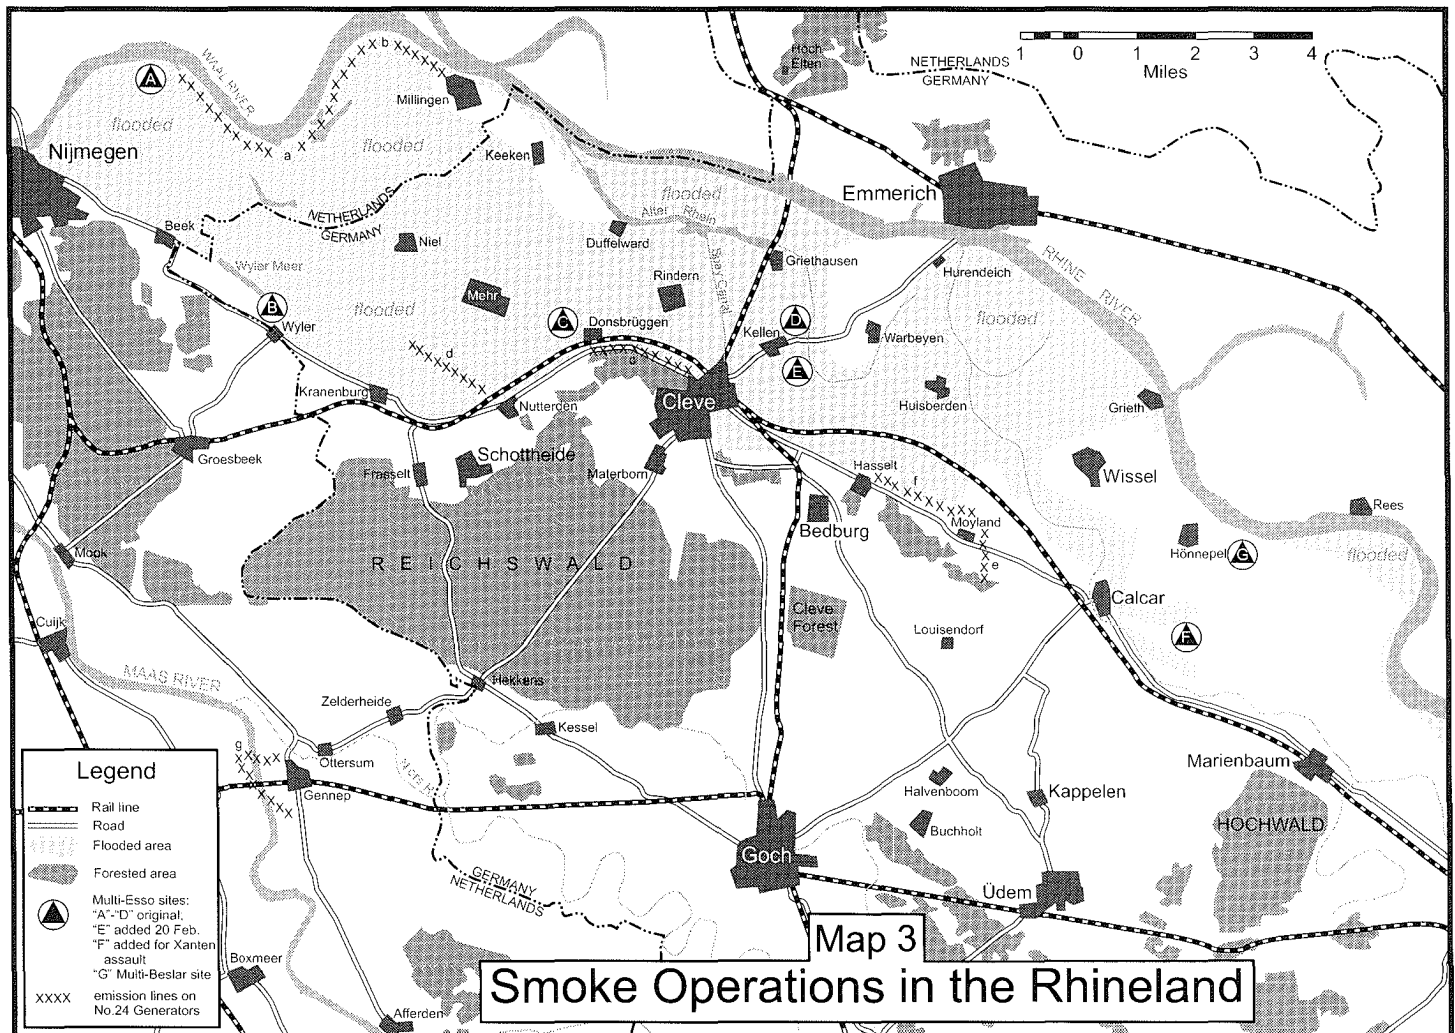 Hoch
Elten
NETHERLANDS
GERMANY
1 0 1 2 3 4
Miles
A
WAAL RIVER
b
Millingen
flooded
a
flooded
Nijmegen
Keeken
NETHERLANDS
GERMANY
flooded
Emmerich
Alter Rhein
Beek
Niel
Duffelward
Spoy Canal
Griethausen
Hurendeich
RHINE RIVER
Wyler Meer
Rindern
Mehr
flooded
flooded
B
Wyler
C
Donsbrüggen
D
Kellen
Warbeyen
E
d
c
Kranenburg
Nutterden
Cleve
Huisberden
Grieth
Groesbeek
Frasselt
Schottheide
Materborn
Hasselt
f
Wissel
Rees
Bedburg
Moyland
Hönnepel
G
flooded
Mook
REICHSWALD
e
Calcar
Cleve
Forest
Cuijk
Louisendorf
F
MAAS RIVER
Hekkens
Zelderheide
Kessel
g
Ottersum
Niers R.
Gennep
Marienbaum
Halvenboom
Kappelen
Buchholt
HOCHWALD
Goch
GERMANY
NETHERLANDS
Üdem
Boxmeer
Afferden
Legend
Rail line
Road
Flooded area
Forested area
Multi-Esso sites:
"A"-"D" original,
"E" added 20 Feb.
"F" added for Xanten
assault
"G" Multi-Beslar site
xxxx emission lines on
No.24 Generators
Map 3
Smoke Operations in the Rhineland